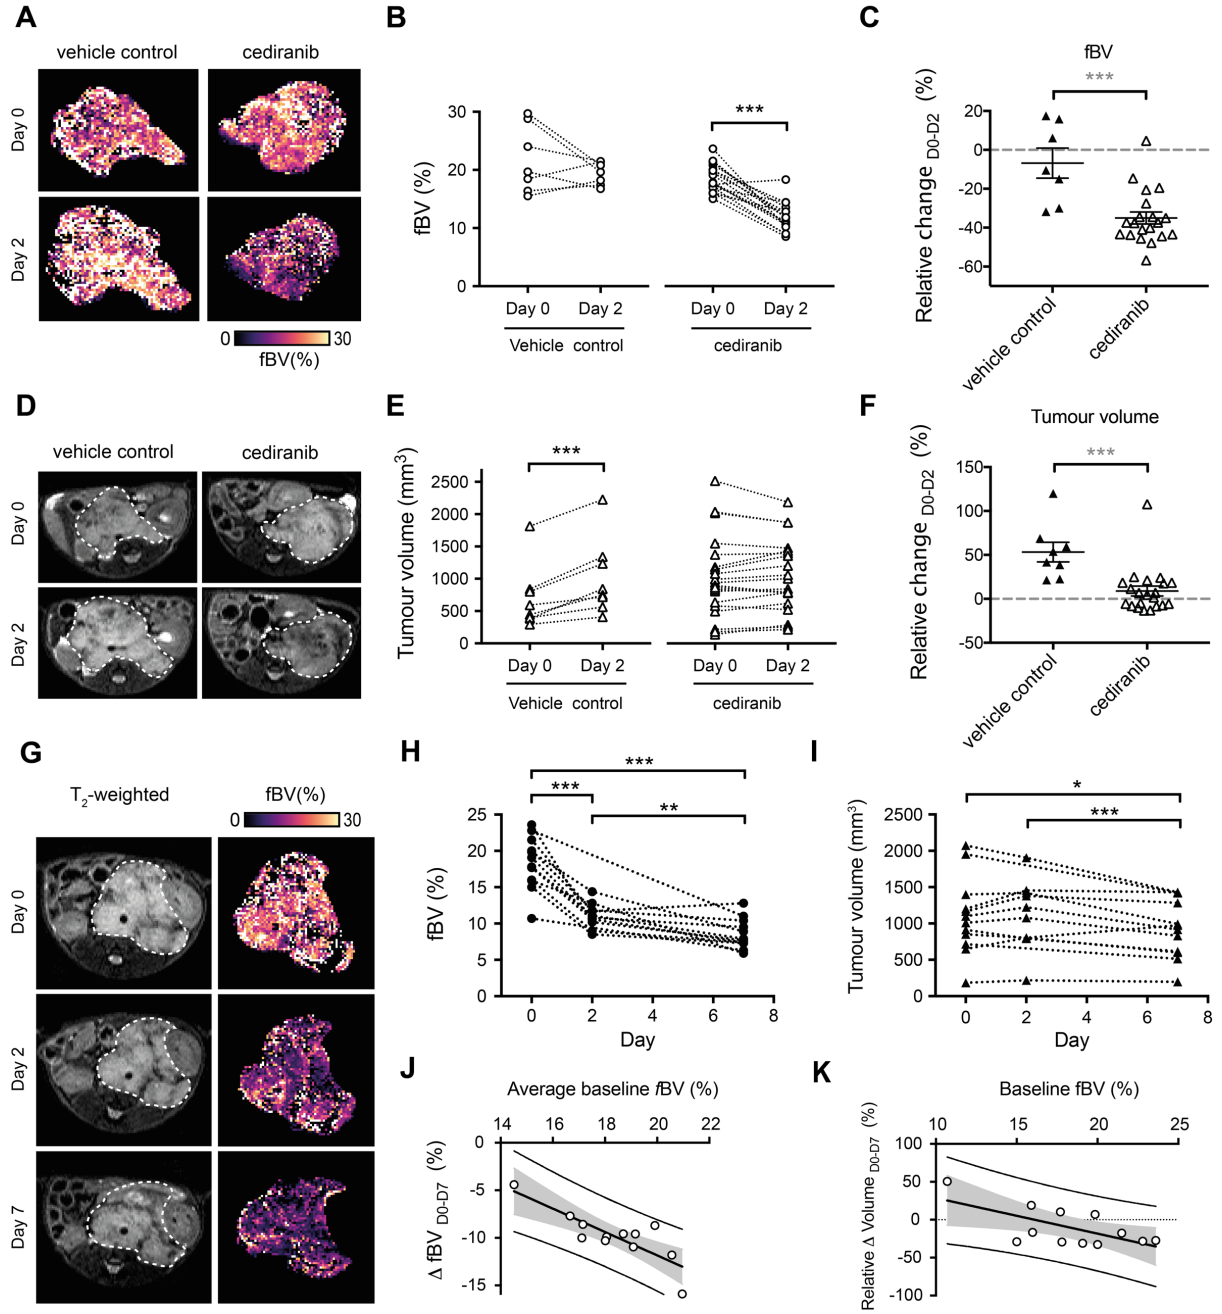 A
vehicle control
cediranib
Day 0
Day 2
0
30
fBV(%)
B
fBV (%)
30
20
10
0
***
Day 0
Day 2
Day 0
Day 2
Vehicle control
cediranib
C
fBV
***
Relative change D0-D2 (%)
20
0
-20
-40
-60
vehicle control
cediranib
D
vehicle control
cediranib
Day 0
Day 2
E
Tumour volume (mm3)
***
2500
2000
1500
1000
500
0
Day 0
Day 2
Day 0
Day 2
Vehicle control
cediranib
F
Tumour volume
***
Relative change D0-D2 (%)
150
100
50
0
-50
vehicle control
cediranib
G
T2-weighted
fBV(%)
0
30
Day 0
Day 2
Day 7
H
***
***
**
fBV (%)
25
20
15
10
5
0
0
2
4
6
8
Day
I
*
***
Tumour volume (mm3)
2500
2000
1500
1000
500
0
0
2
4
6
8
Day
J
Average baseline fBV (%)
14
16
18
20
22
Δ fBV D0-D7 (%)
0
-5
-10
-15
K
Baseline fBV (%)
10
15
20
25
Relative Δ Volume D0-D7 (%)
100
50
0
-50
-100